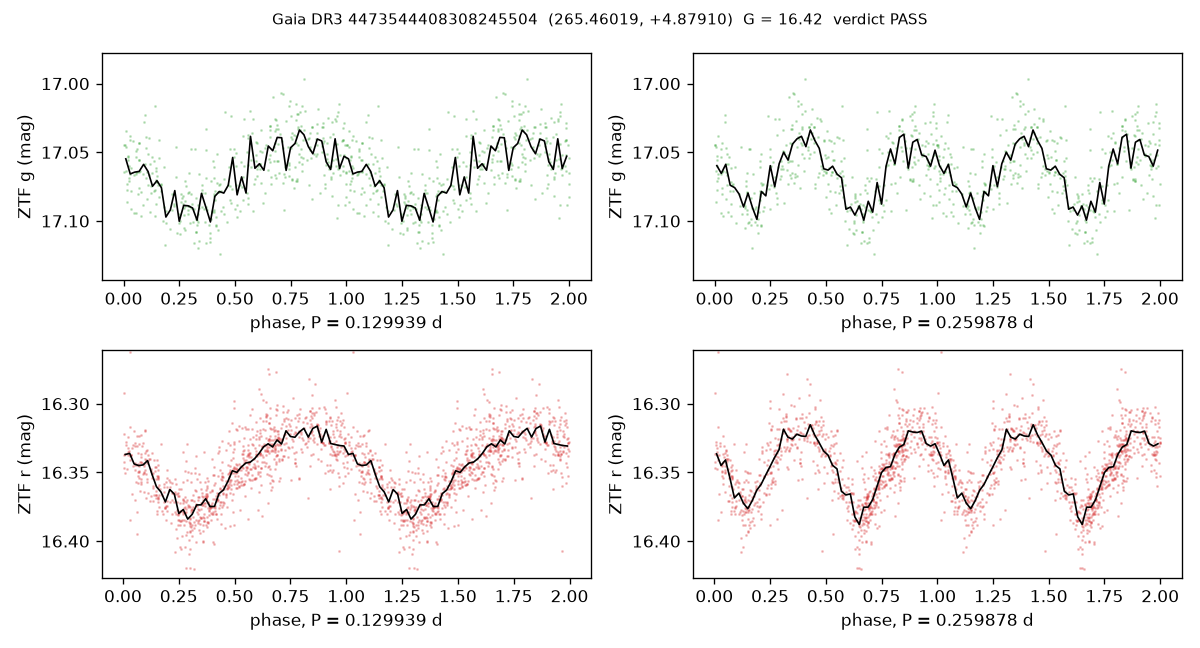 Gaia DR3 4473544408308245504  (265.46019, +4.87910)  G = 16.42  verdict PASS
ZTF g (mag)
17.00
17.05
17.10
0.00 0.25 0.50 0.75 1.00 1.25 1.50 1.75 2.00
phase, P = 0.129939 d
ZTF g (mag)
17.00
17.05
17.10
0.00 0.25 0.50 0.75 1.00 1.25 1.50 1.75 2.00
phase, P = 0.259878 d
ZTF r (mag)
16.30
16.35
16.40
0.00 0.25 0.50 0.75 1.00 1.25 1.50 1.75 2.00
phase, P = 0.129939 d
ZTF r (mag)
16.30
16.35
16.40
0.00 0.25 0.50 0.75 1.00 1.25 1.50 1.75 2.00
phase, P = 0.259878 d